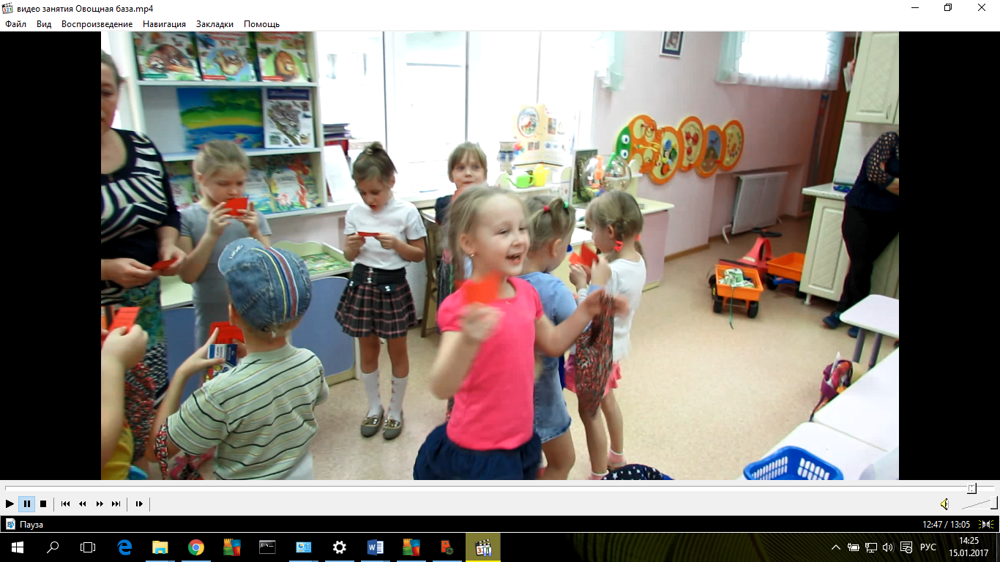 видео занятия Овощная база.mp4
Файл Вид Воспроизведение Навигация Закладки Помощь
Пауза
12:47 / 13:05
РУС
14:25
15.01.2017